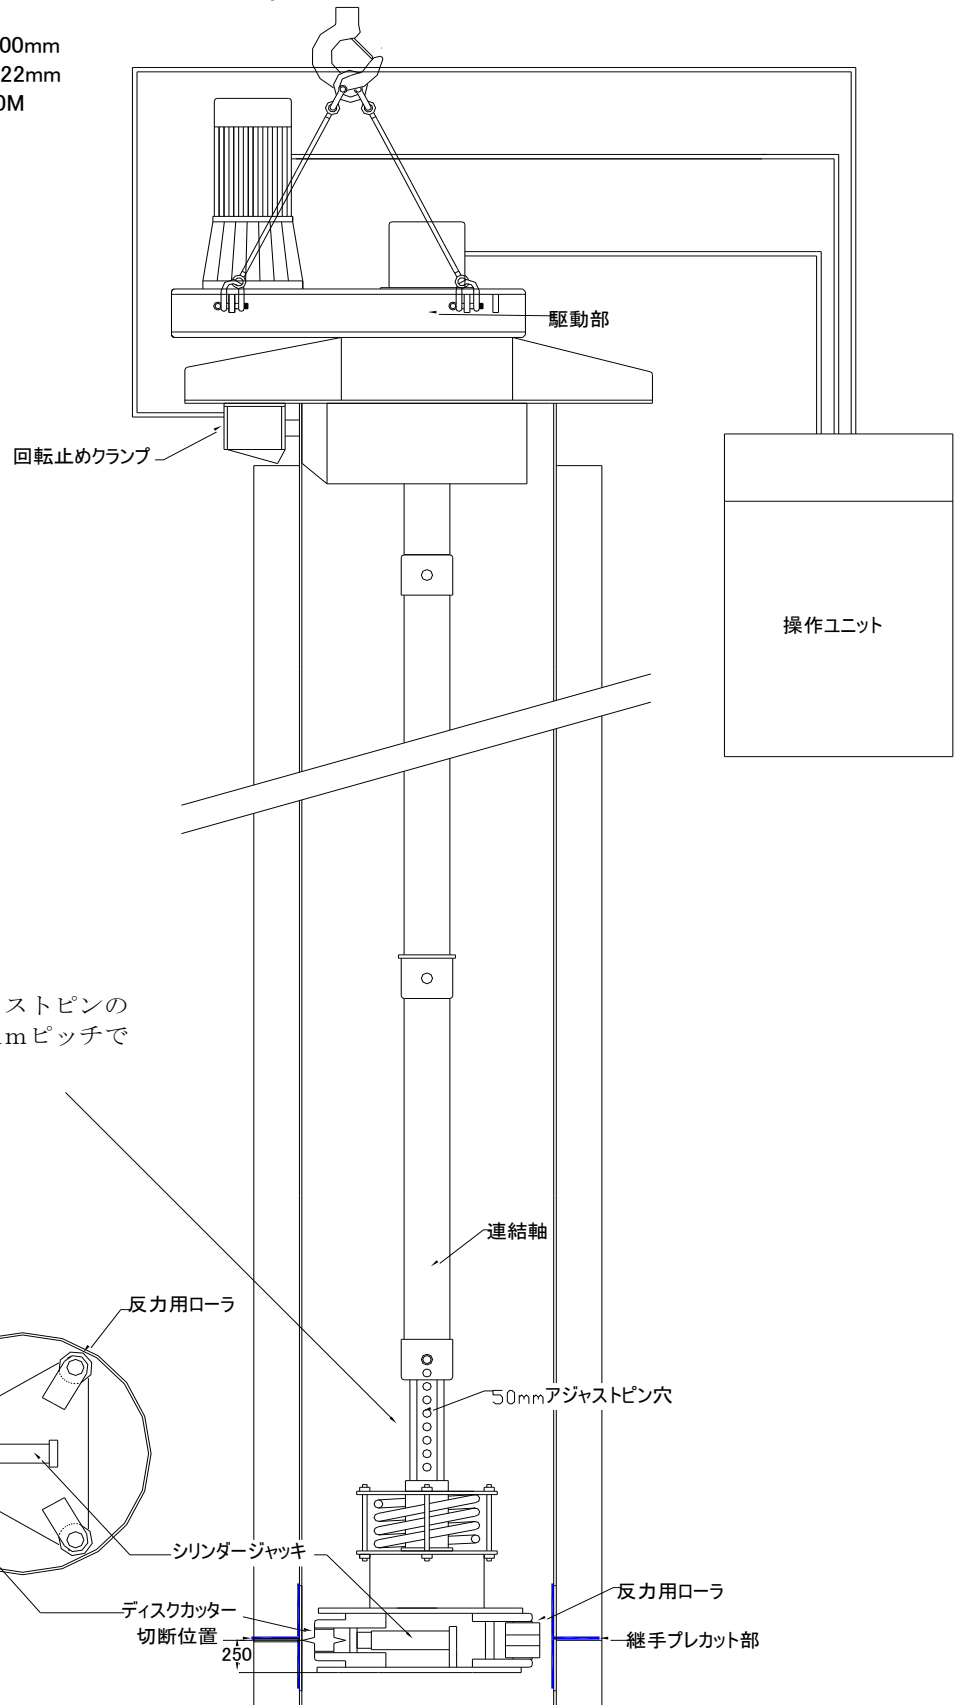 00mm
22mm
0M
駆動部
回転止めクランプ
操作ユニット
ストピンの
mピッチで
連結軸
反力用ローラ
50mmアジャストピン穴
シリンダージャッキ
反力用ローラ
ディスクカッター
切断位置
継手プレカット部
250